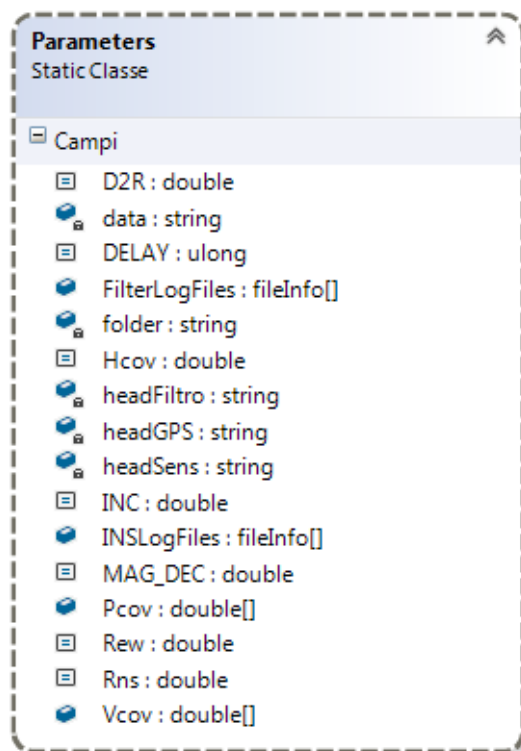 Parameters
Static Classe
Campi
D2R : double
data : string
DELAY : ulong
FilterLogFiles : fileInfo[]
folder : string
Hcov : double
headFiltro : string
headGPS : string
headSens : string
INC : double
INSLogFiles : fileInfo[]
MAG_DEC : double
Pcov : double[]
Rew : double
Rns : double
Vcov : double[]